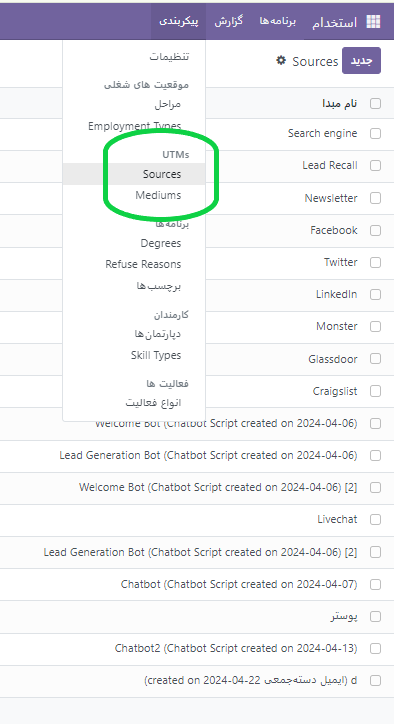 استخدام برنامه‌ها گزارش پیکربندی
جدید Sources
تنظیمات
موقعیت های شغلی
مراحل
Employment Types
UTMs
Sources
Mediums
برنامه‌ها
Degrees
Refuse Reasons
برچسب‌ها
کارمندان
دپارتمان‌ها
Skill Types
فعالیت ها
انواع فعالیت
نام مبدا
Search engine
Lead Recall
Newsletter
Facebook
Twitter
LinkedIn
Monster
Glassdoor
Craigslist
Welcome Bot (Chatbot Script created on 2024-04-06)
Lead Generation Bot (Chatbot Script created on 2024-04-06)
Welcome Bot (Chatbot Script created on 2024-04-06) [2]
Livechat
Lead Generation Bot (Chatbot Script created on 2024-04-06) [2]
Chatbot (Chatbot Script created on 2024-04-07)
پوستر
Chatbot2 (Chatbot Script created on 2024-04-13)
d (ایمیل دسته‌جمعی created on 2024-04-22)